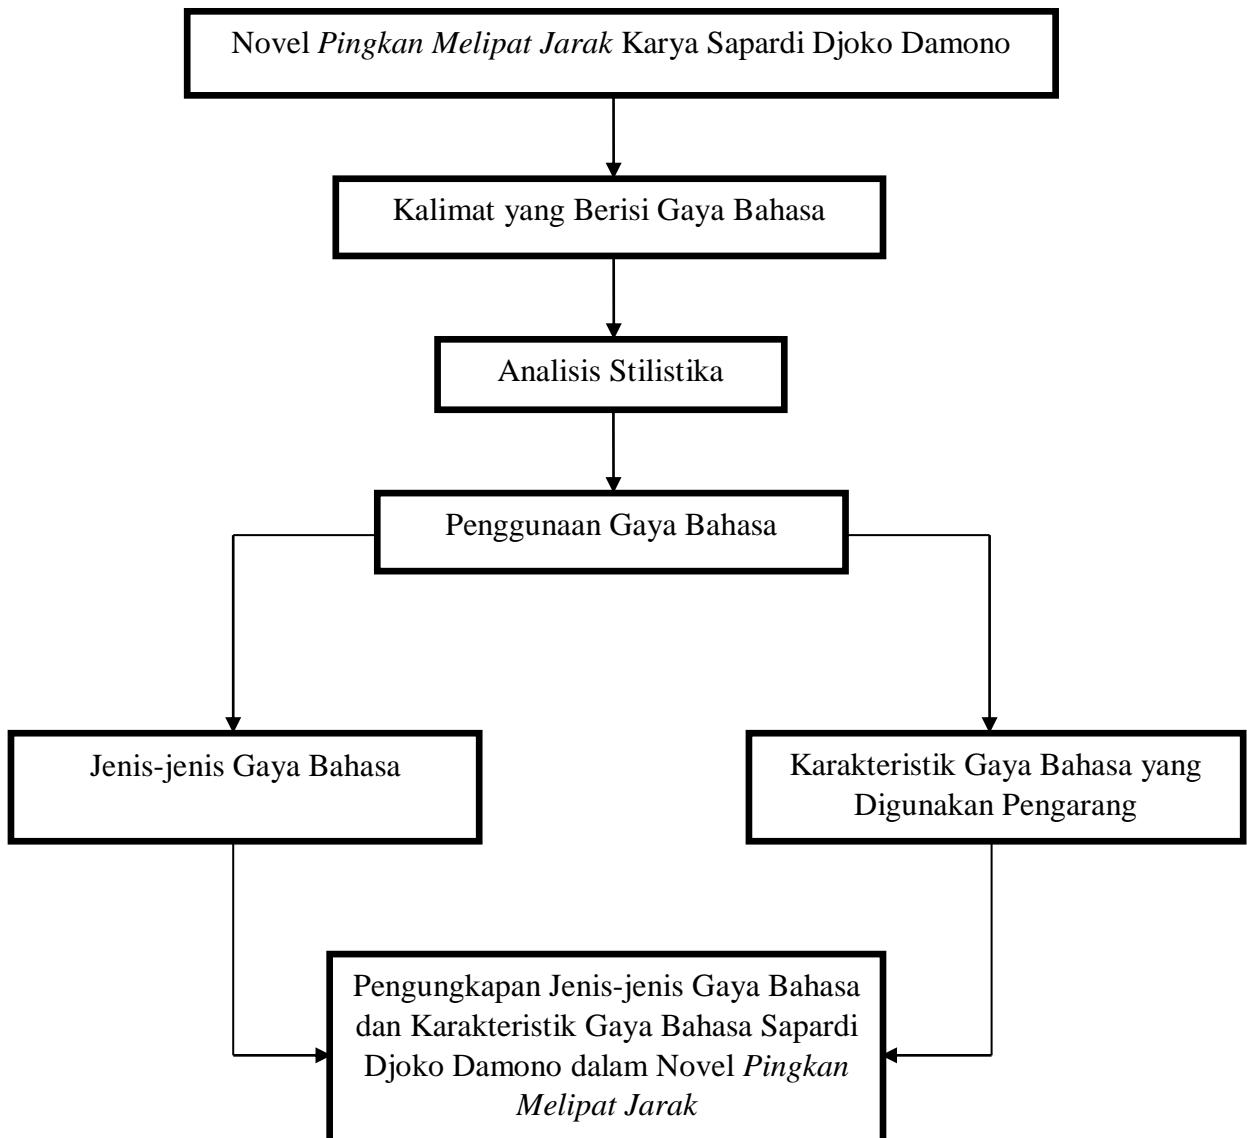 Novel Pingkan Melipat Jarak Karya Sapardi Djoko Damono
Kalimat yang Berisi Gaya Bahasa
Analisis Stilistika
Penggunaan Gaya Bahasa
Jenis-jenis Gaya Bahasa
Karakteristik Gaya Bahasa yang
Digunakan Pengarang
Pengungkapan Jenis-jenis Gaya Bahasa
dan Karakteristik Gaya Bahasa Sapardi
Djoko Damono dalam Novel Pingkan
Melipat Jarak